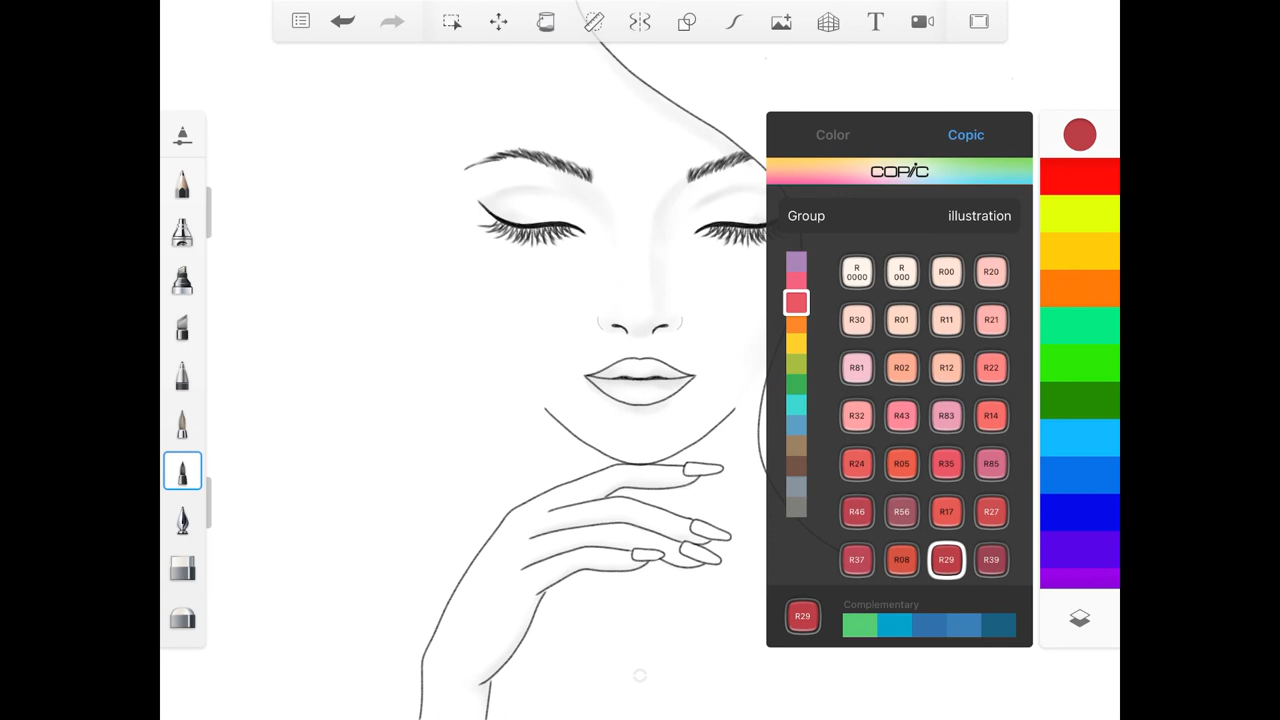 T
Color Copic
COPIC
Group illustration
R 0000 R 000 R00 R20
R30 R01 R11 R21
R81 R02 R12 R22
R32 R43 R83 R14
R24 R05 R35 R85
R46 R56 R17 R27
R37 R08 R29 R39
Complementary
R29